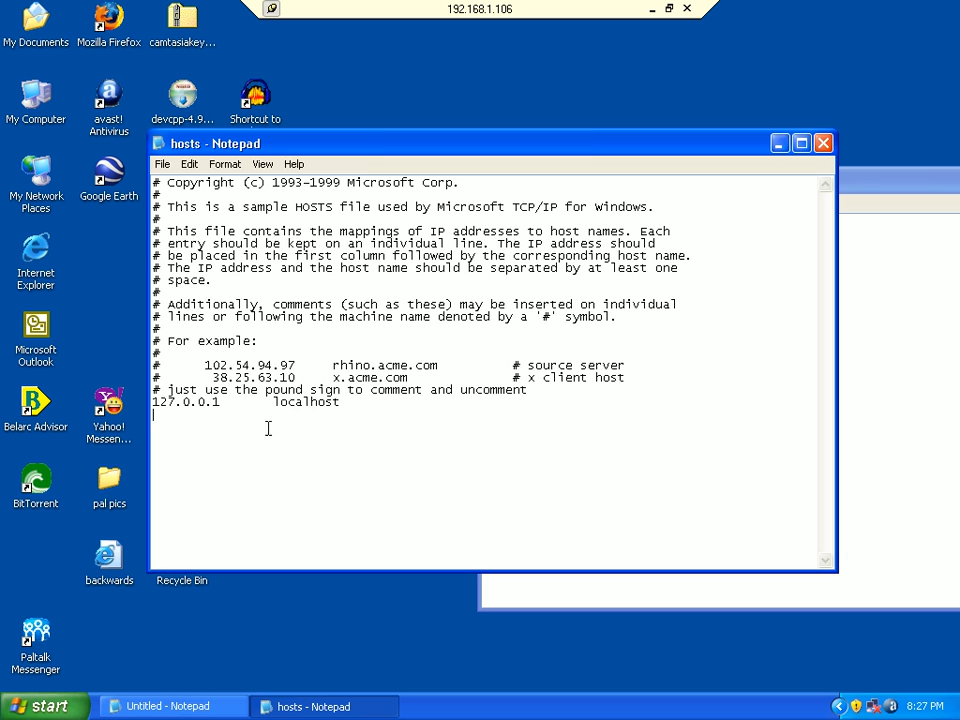 192.168.1.106
My Documents
Mozilla Firefox
camtasiakey...
My Computer
avast! Antivirus
devcpp-4.9...
Shortcut to
My Network Places
Google Earth
Internet Explorer
Microsoft Outlook
Belarc Advisor
Yahoo! Messen...
BitTorrent
pal pics
backwards
Recycle Bin
Paltalk Messenger
hosts - Notepad
File Edit Format View Help
# Copyright (c) 1993-1999 Microsoft Corp.
#
# This is a sample HOSTS file used by Microsoft TCP/IP for Windows.
#
# This file contains the mappings of IP addresses to host names. Each
# entry should be kept on an individual line. The IP address should
# be placed in the first column followed by the corresponding host name.
# The IP address and the host name should be separated by at least one
# space.
#
# Additionally, comments (such as these) may be inserted on individual
# lines or following the machine name denoted by a '#' symbol.
#
# For example:
#
# 102.54.94.97 rhino.acme.com # source server
# 38.25.63.10 x.acme.com # x client host
# just use the pound sign to comment and uncomment
127.0.0.1 localhost
start
Untitled - Notepad
hosts - Notepad
8:27 PM